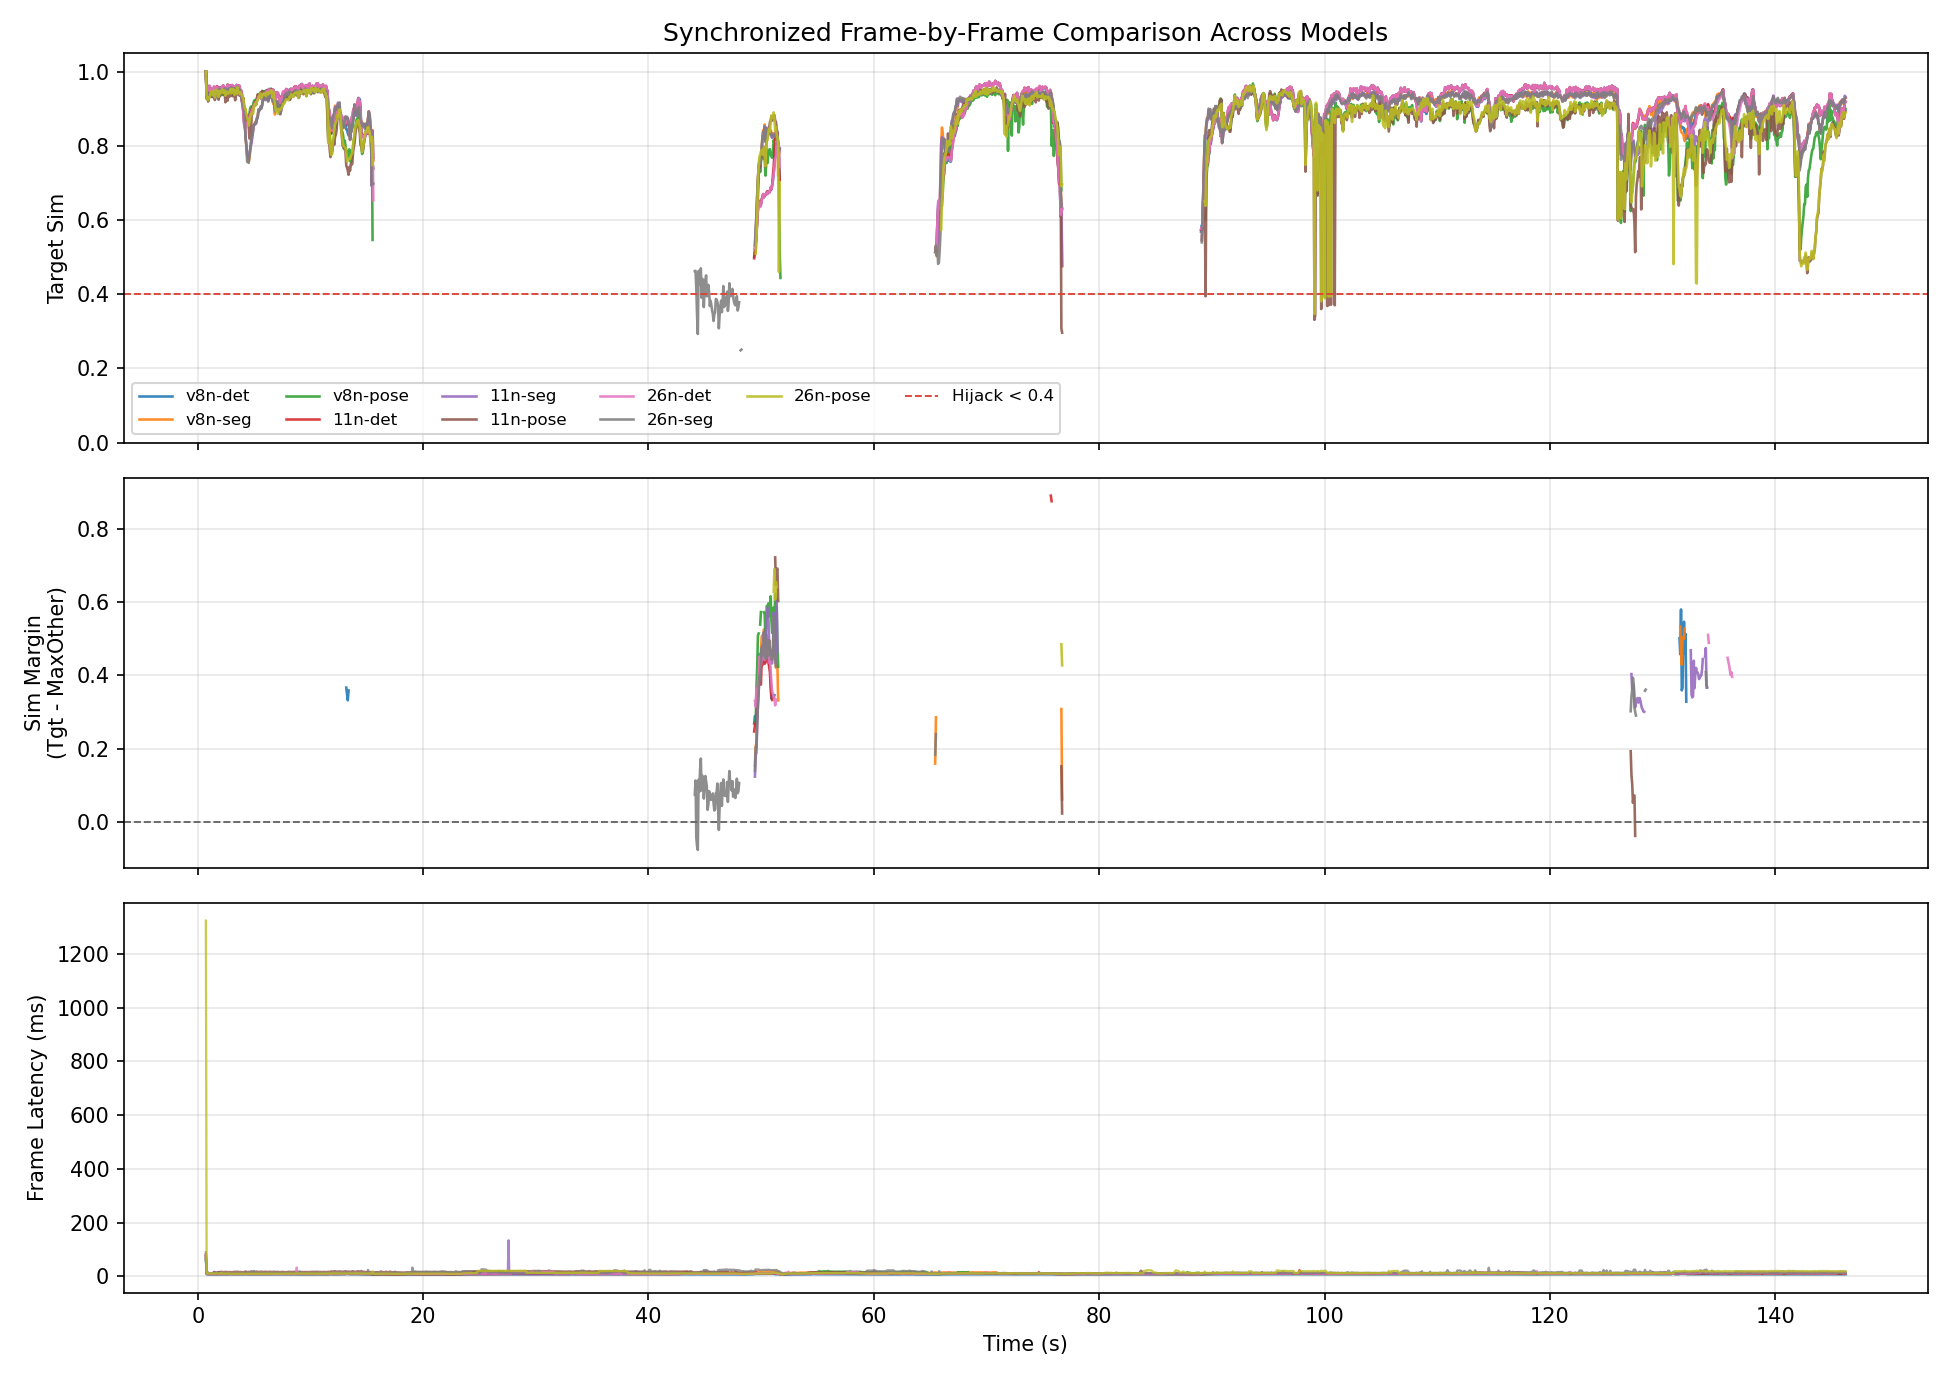 Synchronized Frame-by-Frame Comparison Across Models
Target Sim
1.0
0.8
0.6
0.4
0.2
0.0
v8n-det v8n-pose 11n-seg 26n-det 26n-pose Hijack < 0.4
v8n-seg 11n-det 11n-pose 26n-seg
Sim Margin
(Tgt - MaxOther)
0.8
0.6
0.4
0.2
0.0
Frame Latency (ms)
1200
1000
800
600
400
200
0
0 20 40 60 80 100 120 140
Time (s)